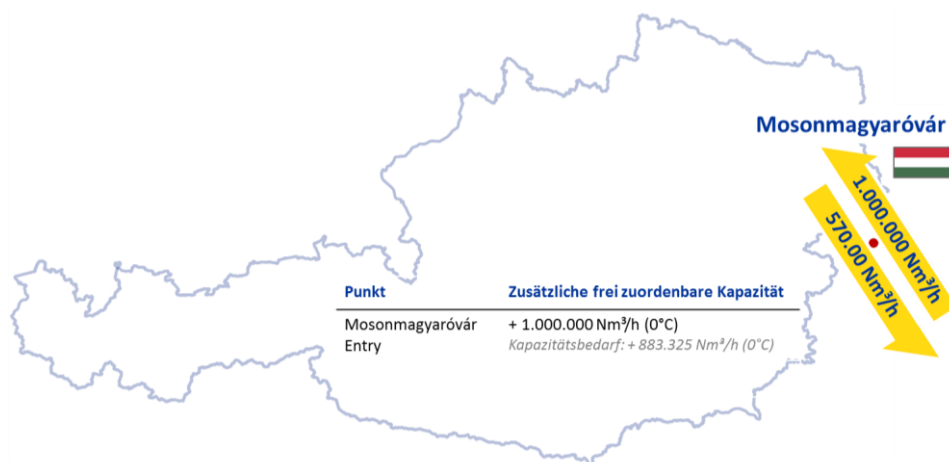 Mosonmagyaróvár
1.000.000 Nm³/h
570.00 Nm³/h
Punkt Zusätzliche frei zuordenbare Kapazität
Mosonmagyaróvár + 1.000.000 Nm³/h (0°C)
Entry Kapazitätsbedarf: + 883.325 Nm³/h (0°C)